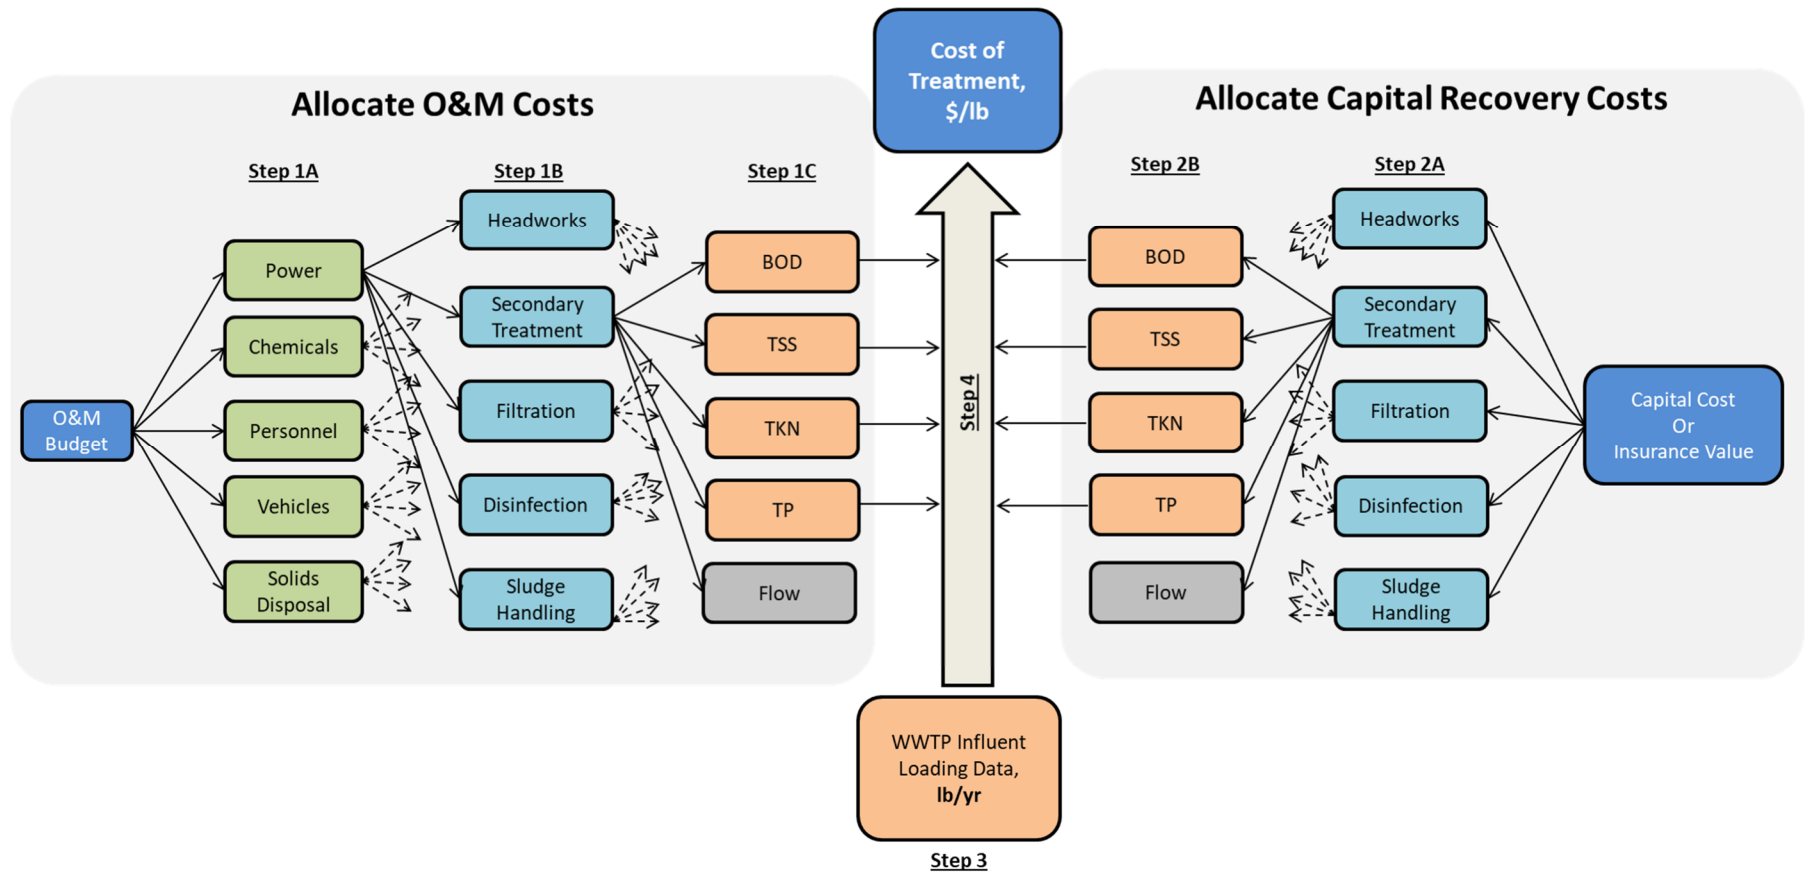 Cost of
Treatment,
$/lb
Allocate O&M Costs
Step 1A
Step 1B
Step 1C
O&M
Budget
Power
Chemicals
Personnel
Vehicles
Solids
Disposal
Headworks
Secondary
Treatment
Filtration
Disinfection
Sludge
Handling
BOD
TSS
TKN
TP
Flow
Step 4
Allocate Capital Recovery Costs
Step 2B
Step 2A
BOD
TSS
TKN
TP
Flow
Headworks
Secondary
Treatment
Filtration
Disinfection
Sludge
Handling
Capital Cost
Or
Insurance Value
WWTP Influent
Loading Data,
lb/yr
Step 3